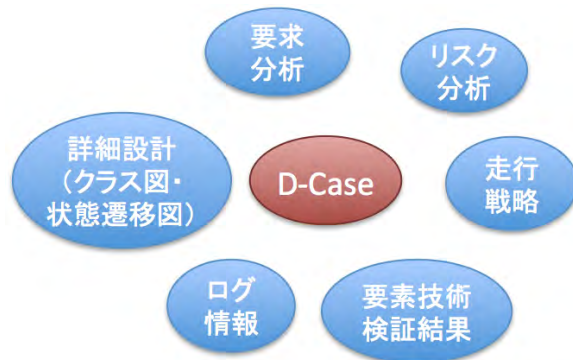 要求
分析
リスク
分析
詳細設計
（クラス図・
状態遷移図）
D-Case
走行
戦略
ログ
情報
要素技術
検証結果